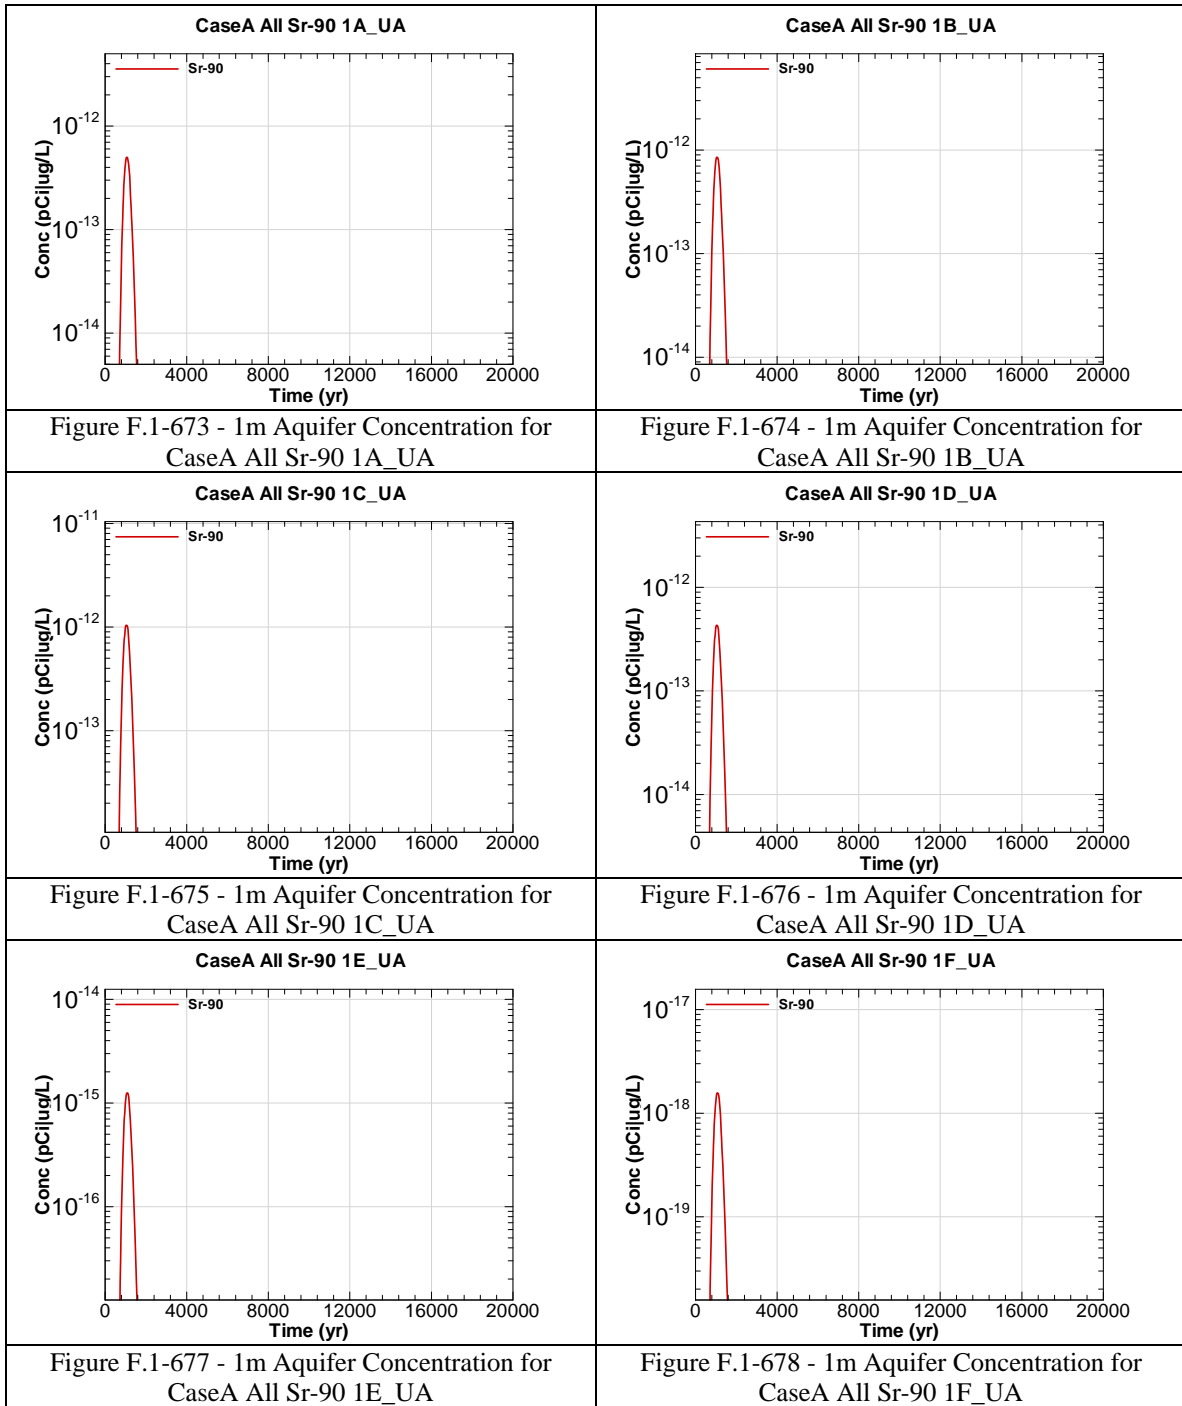 CaseA All Sr-90 1A_UA
Sr-90
10-12
10-13
10-14
Conc (pCi|ug/L)
0 4000 8000 12000 16000 20000
Time (yr)
Figure F.1-673 - 1m Aquifer Concentration for
CaseA All Sr-90 1A_UA
CaseA All Sr-90 1B_UA
Sr-90
10-12
10-13
10-14
Conc (pCi|ug/L)
0 4000 8000 12000 16000 20000
Time (yr)
Figure F.1-674 - 1m Aquifer Concentration for
CaseA All Sr-90 1B_UA
CaseA All Sr-90 1C_UA
Sr-90
10-11
10-12
10-13
Conc (pCi|ug/L)
0 4000 8000 12000 16000 20000
Time (yr)
Figure F.1-675 - 1m Aquifer Concentration for
CaseA All Sr-90 1C_UA
CaseA All Sr-90 1D_UA
Sr-90
10-12
10-13
10-14
Conc (pCi|ug/L)
0 4000 8000 12000 16000 20000
Time (yr)
Figure F.1-676 - 1m Aquifer Concentration for
CaseA All Sr-90 1D_UA
CaseA All Sr-90 1E_UA
Sr-90
10-14
10-15
10-16
Conc (pCi|ug/L)
0 4000 8000 12000 16000 20000
Time (yr)
Figure F.1-677 - 1m Aquifer Concentration for
CaseA All Sr-90 1E_UA
CaseA All Sr-90 1F_UA
Sr-90
10-17
10-18
10-19
Conc (pCi|ug/L)
0 4000 8000 12000 16000 20000
Time (yr)
Figure F.1-678 - 1m Aquifer Concentration for
CaseA All Sr-90 1F_UA